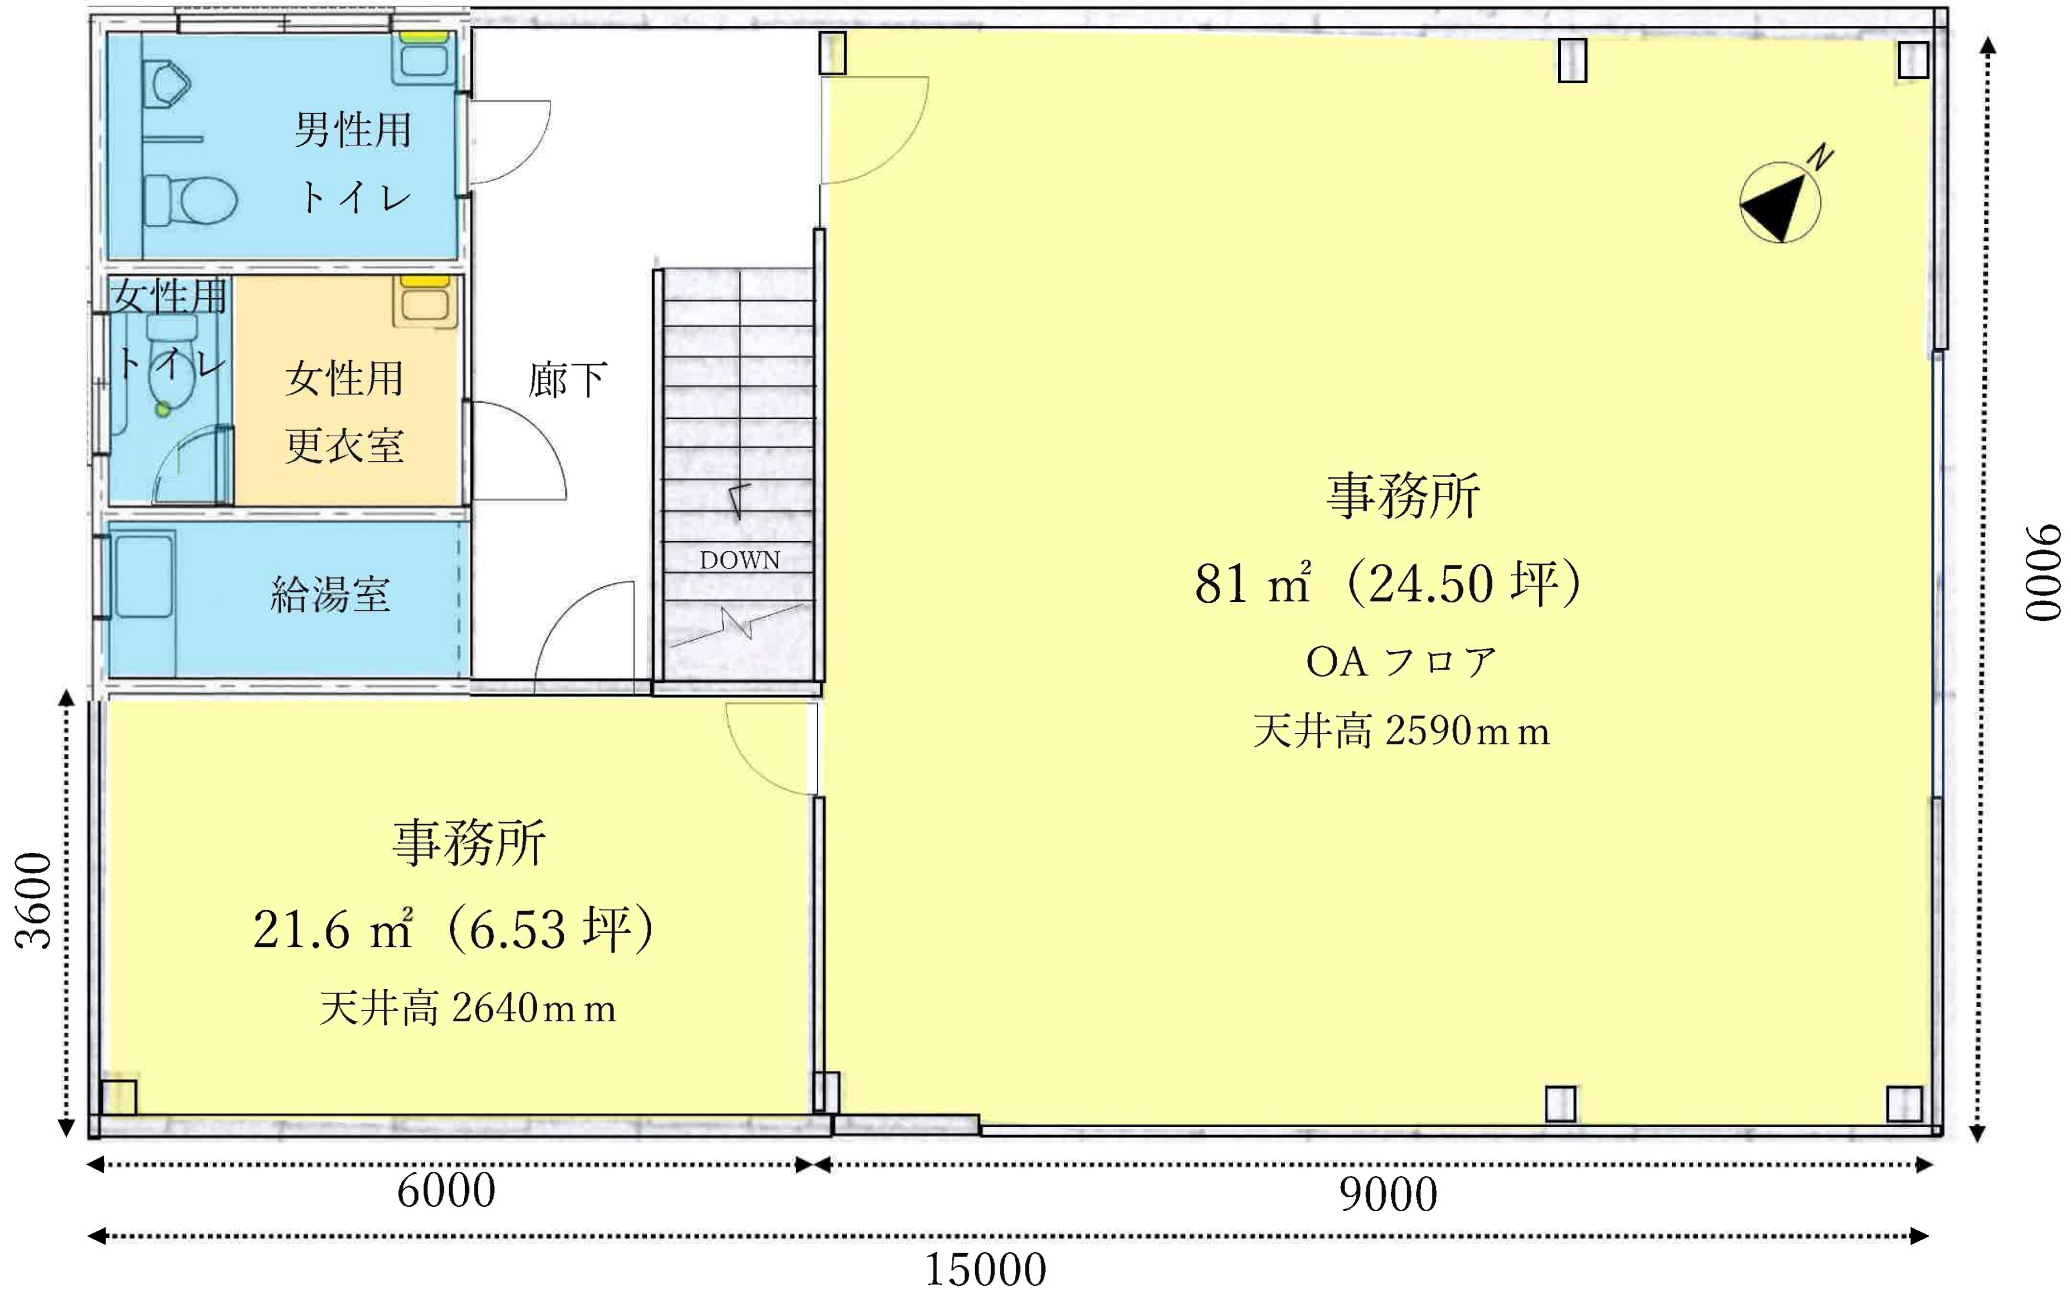 男性用
トイレ
N
女性用
トイレ
女性用
更衣室
廊下
給湯室
DOWN
事務所
81 ㎡（24.50 坪）
OA フロア
天井高 2590ｍｍ
9000
事務所
21.6 ㎡（6.53 坪）
天井高 2640ｍｍ
3600
6000
9000
15000